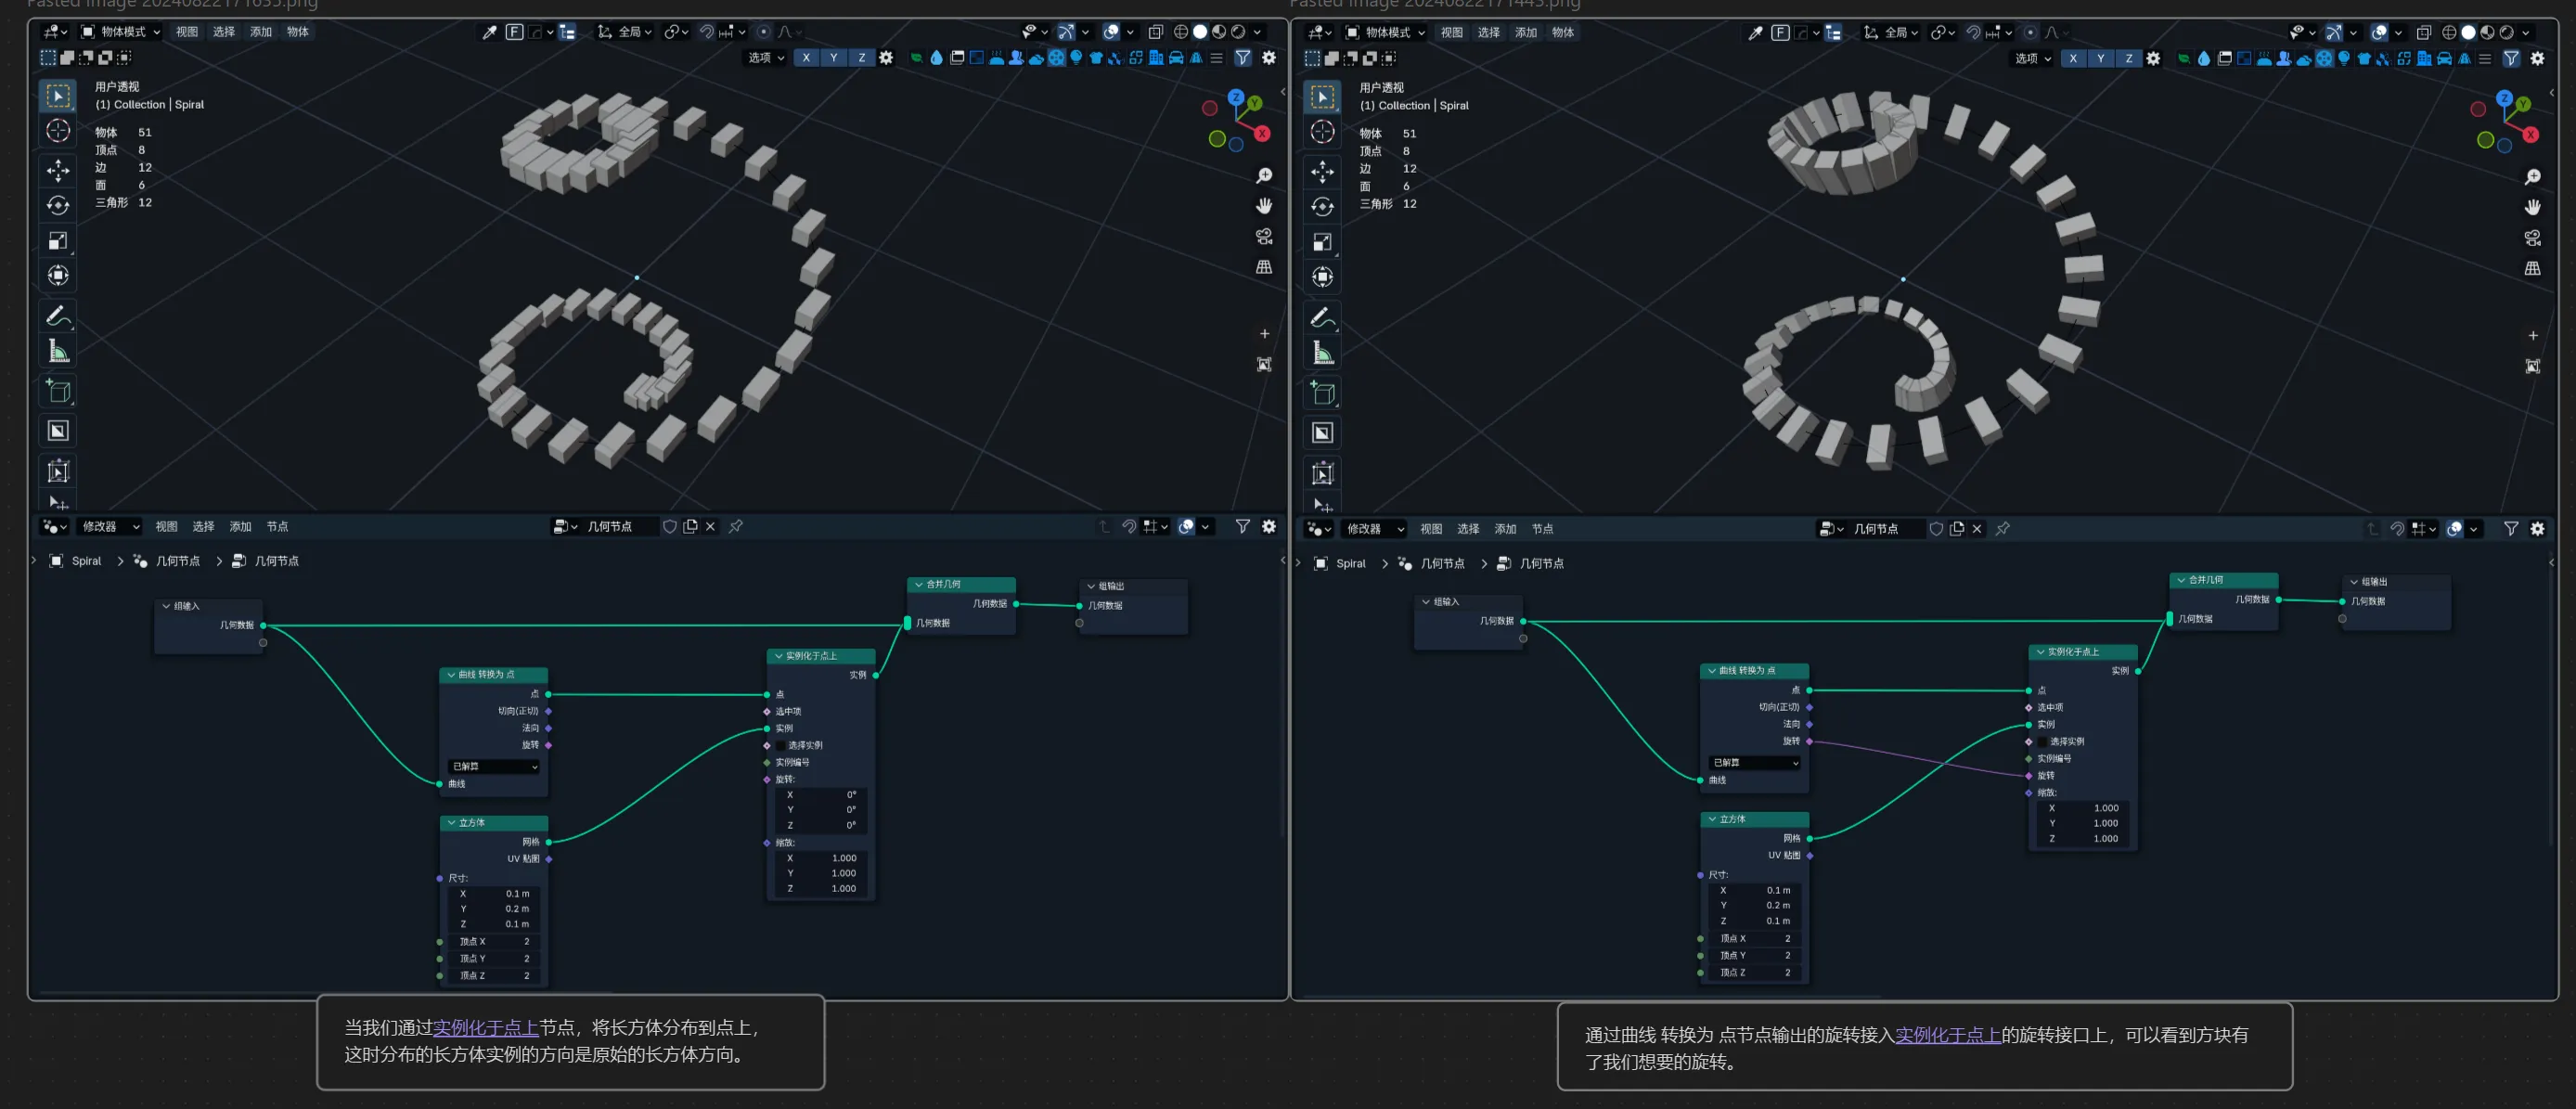 Pasted image 20240822171635.png
物体模式 视图 选择 添加 物体
全局
选项 X Y Z
用户透视
(1) Collection | Spiral
物体 51
顶点 8
边 12
面 6
三角形 12
Z
Y
X
修改器 视图 选择 添加 节点
几何节点
Spiral > 几何节点 > 几何节点
组输入
几何数据
合并几何
几何数据
几何数据
组输出
几何数据
曲线 转换为 点
点
切向(正切)
法向
旋转
已解算
曲线
立方体
网格
UV 贴图
尺寸:
X 0.1 m
Y 0.2 m
Z 0.1 m
顶点 X 2
顶点 Y 2
顶点 Z 2
实例化于点上
实例
点
选中项
实例
选择实例
实例编号
旋转:
X 0°
Y 0°
Z 0°
缩放:
X 1.000
Y 1.000
Z 1.000
当我们通过实例化于点上节点，将长方体分布到点上，
这时分布的长方体实例的方向是原始的长方体方向。
Pasted image 20240822171443.png
物体模式 视图 选择 添加 物体
全局
选项 X Y Z
用户透视
(1) Collection | Spiral
物体 51
顶点 8
边 12
面 6
三角形 12
Z
Y
X
修改器 视图 选择 添加 节点
几何节点
Spiral > 几何节点 > 几何节点
组输入
几何数据
合并几何
几何数据
几何数据
组输出
几何数据
曲线 转换为 点
点
切向(正切)
法向
旋转
已解算
曲线
立方体
网格
UV 贴图
尺寸:
X 0.1 m
Y 0.2 m
Z 0.1 m
顶点 X 2
顶点 Y 2
顶点 Z 2
实例化于点上
实例
点
选中项
实例
选择实例
实例编号
旋转
缩放:
X 1.000
Y 1.000
Z 1.000
通过曲线 转换为 点节点输出的旋转接入实例化于点上的旋转接口上，可以看到方块有
了我们想要的旋转。